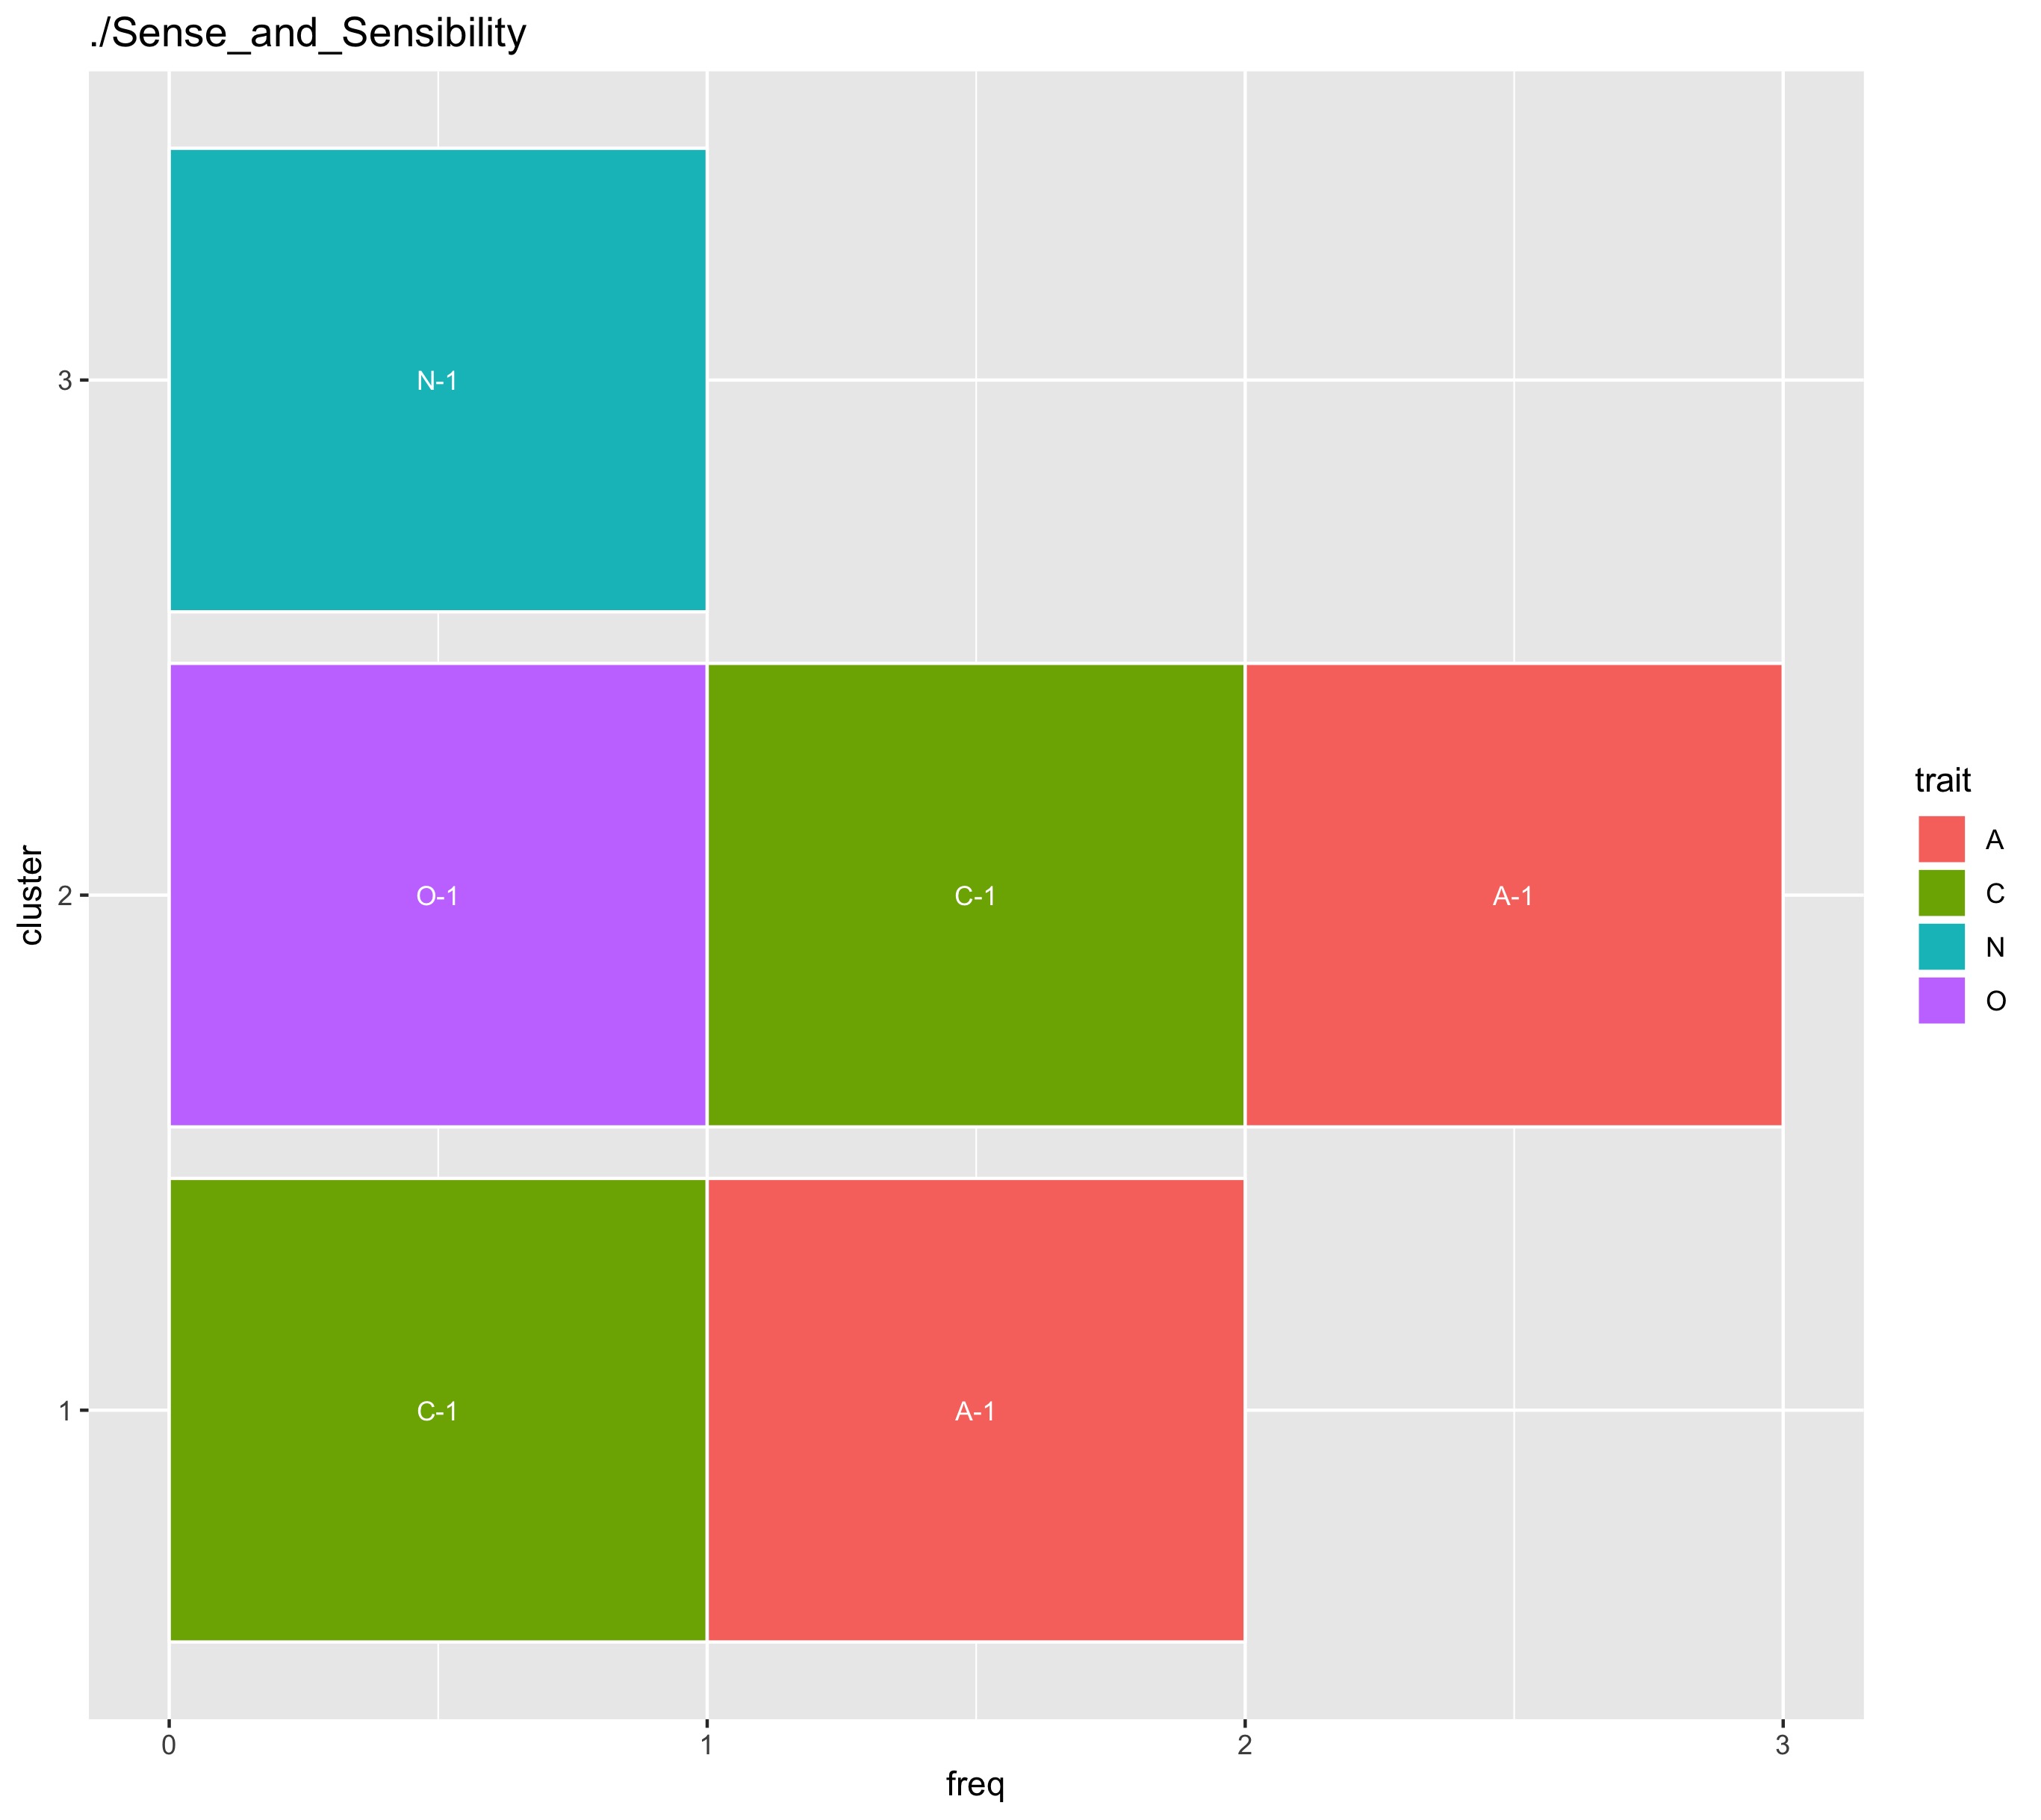 ./Sense_and_Sensibility
3
N-1
2
O-1 C-1 A-1
1
C-1 A-1
cluster
0 1 2 3
freq
trait
A
C
N
O